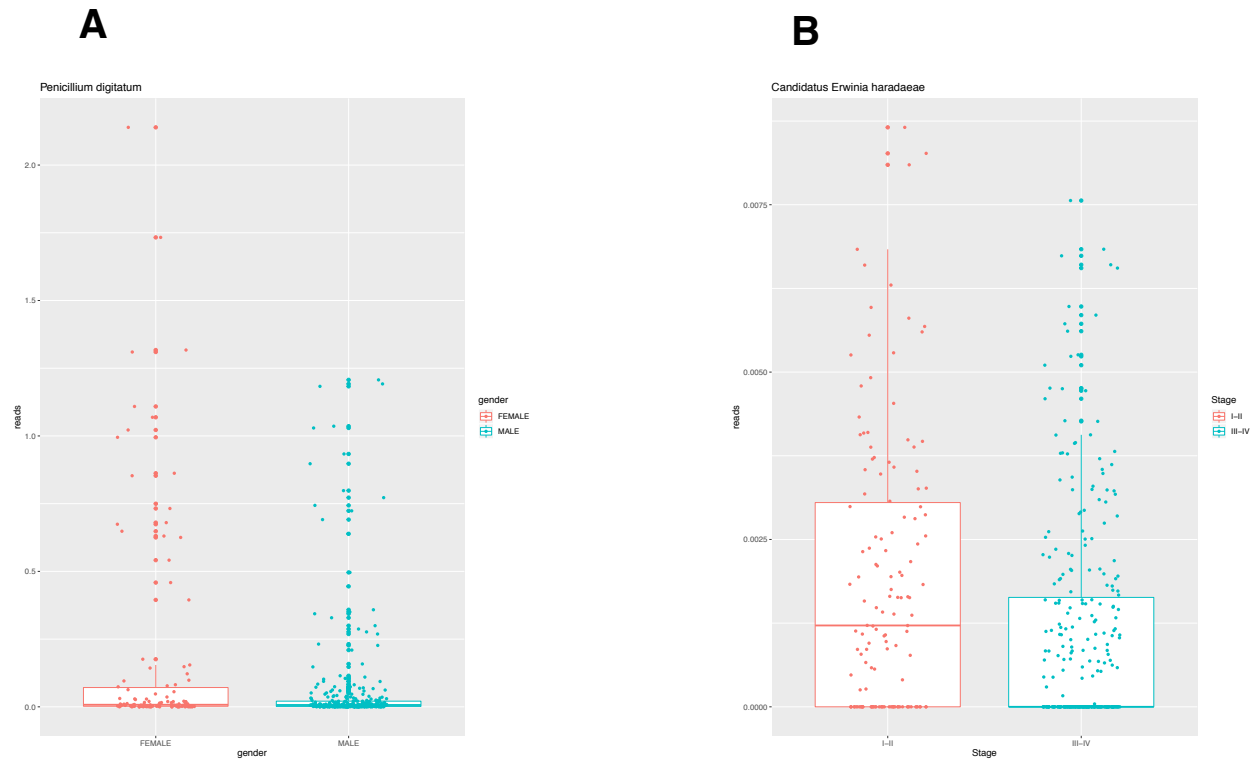 A
Penicillium digitatum
2.0
1.5
1.0
0.5
0.0
reads
FEMALE
MALE
gender
gender
FEMALE
MALE
B
Candidatus Erwinia haradaeae
0.0075
0.0050
0.0025
0.0000
reads
I−II
III−IV
Stage
Stage
I−II
III−IV